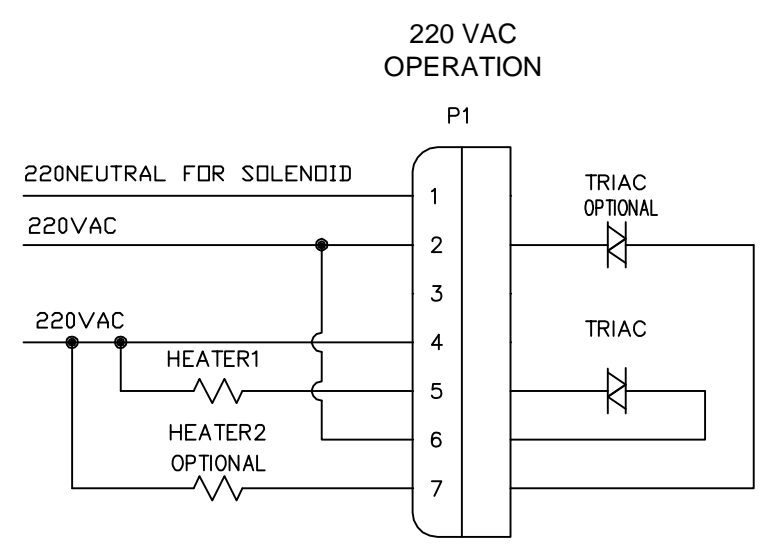 220 VAC
OPERATION
P1
220NEUTRAL FOR SOLENOID
1
TRIAC
OPTIONAL
220VAC
2
3
220VAC
4
TRIAC
HEATER1
5
HEATER2
OPTIONAL
6
7